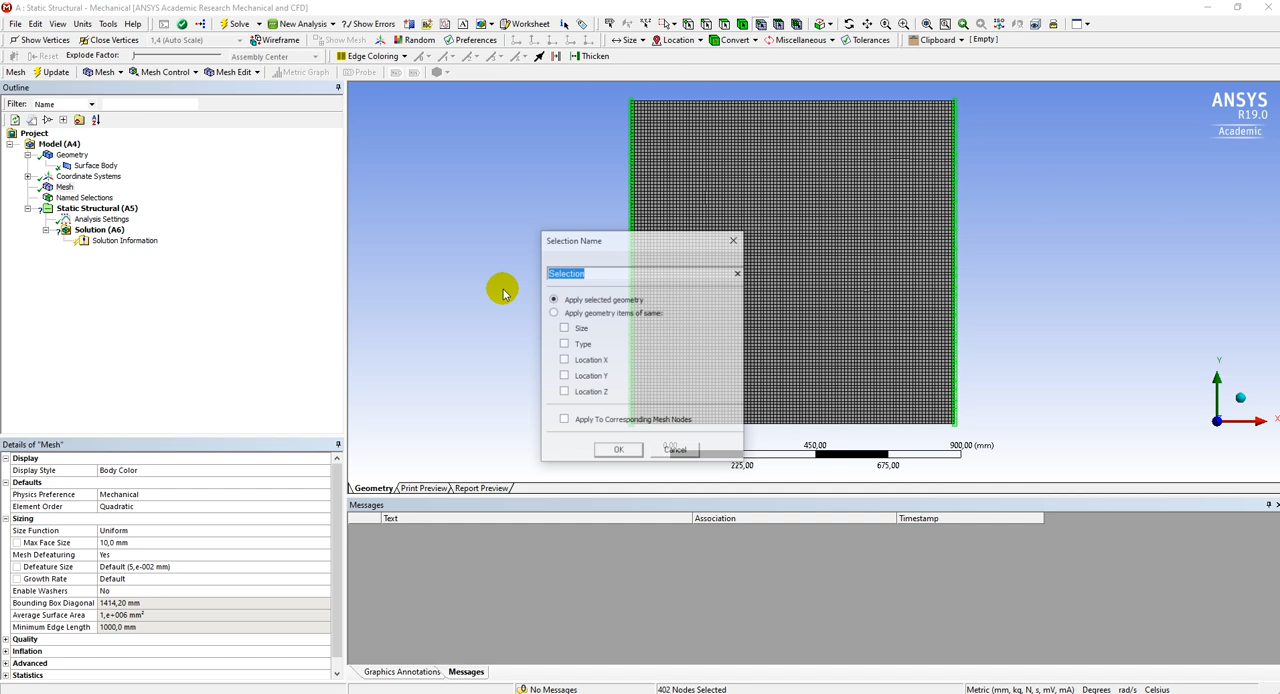 A : Static Structural - Mechanical [ANSYS Academic Research Mechanical and CFD]
File Edit View Units Tools Help Solve New Analysis ?/ Show Errors Worksheet
Show Vertices Close Vertices 1,4 (Auto Scale) Wireframe Show Mesh Random Preferences Size Location Convert Miscellaneous Tolerances Clipboard [Empty]
Reset Explode Factor: Assembly Center Edge Coloring Thicken
Mesh Update Mesh Mesh Control Mesh Edit Metric Graph Probe
Outline
Filter: Name
Project
Model (A4)
Geometry
Surface Body
Coordinate Systems
Mesh
Named Selections
Static Structural (A5)
Analysis Settings
Solution (A6)
Solution Information
ANSYS
R19.0
Academic
Selection Name
Selection
Apply selected geometry
Apply geometry items of same:
Size
Type
Location X
Location Y
Location Z
Apply To Corresponding Mesh Nodes
OK Cancel
Y
X
0,00 450,00 900,00 (mm)
225,00 675,00
Geometry Print Preview Report Preview
Details of "Mesh"
Display
Display Style Body Color
Defaults
Physics Preference Mechanical
Element Order Quadratic
Sizing
Size Function Uniform
Max Face Size 10,0 mm
Mesh Defeaturing Yes
Defeature Size Default (5,e-002 mm)
Growth Rate Default
Enable Washers No
Bounding Box Diagonal 1414,20 mm
Average Surface Area 1,e+006 mm²
Minimum Edge Length 1000,0 mm
Quality
Inflation
Advanced
Statistics
Messages
Text Association Timestamp
Graphics Annotations Messages
No Messages 402 Nodes Selected Metric (mm, kg, N, s, mV, mA) Degrees rad/s Celsius